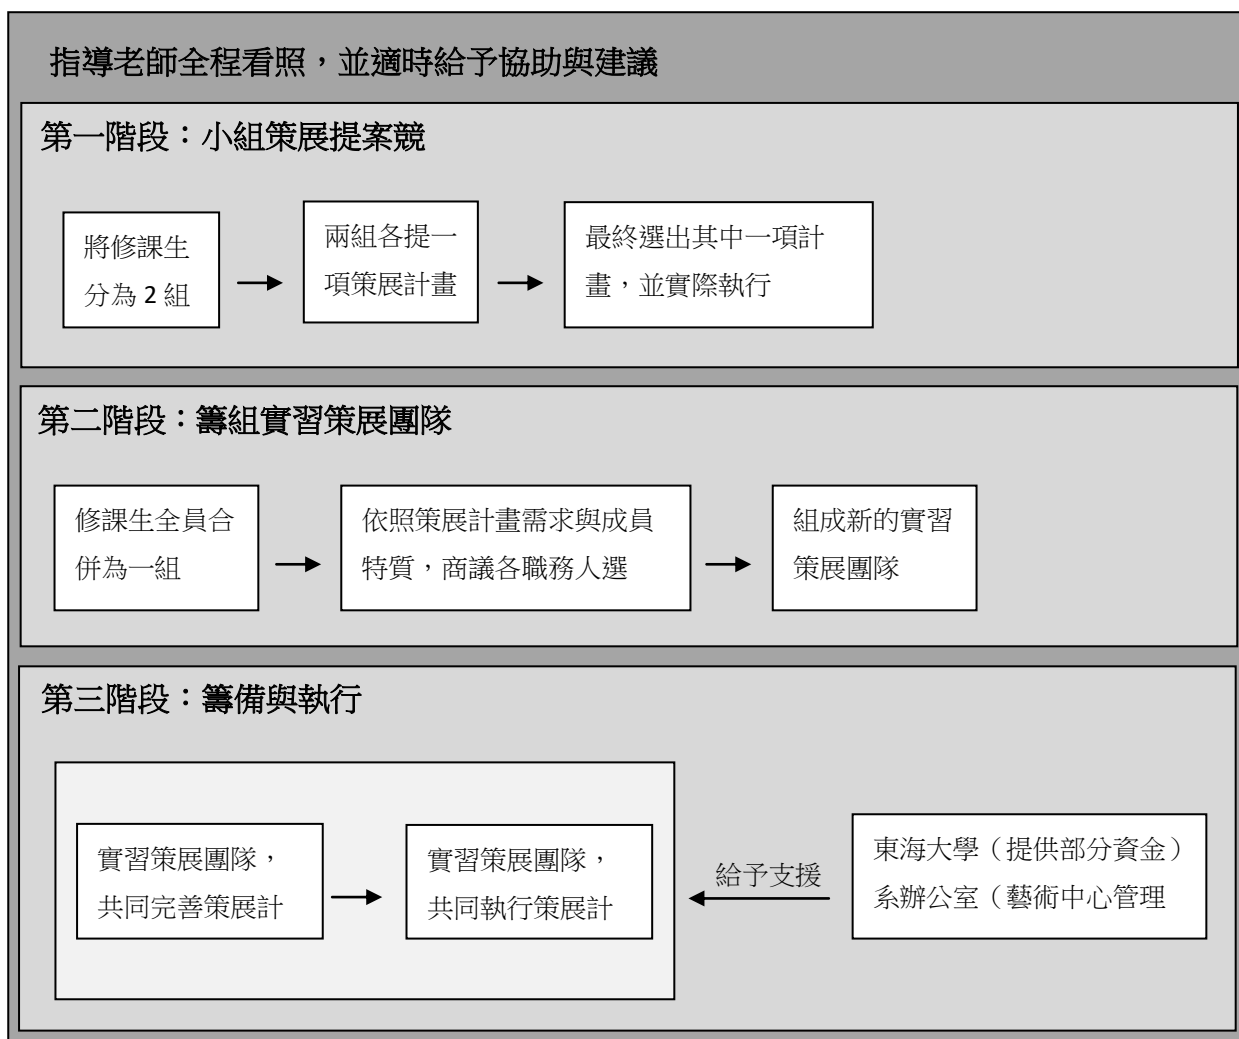 指導老師全程看照，並適時給予協助與建議
第一階段：小組策展提案競
將修課生
分為 2 組
兩組各提一
項策展計畫
最終選出其中一項計
畫，並實際執行
第二階段：籌組實習策展團隊
修課生全員合
併為一組
依照策展計畫需求與成員
特質，商議各職務人選
組成新的實習
策展團隊
第三階段：籌備與執行
實習策展團隊，
共同完善策展計
實習策展團隊，
共同執行策展計
給予支援
東海大學（提供部分資金）
系辦公室（藝術中心管理